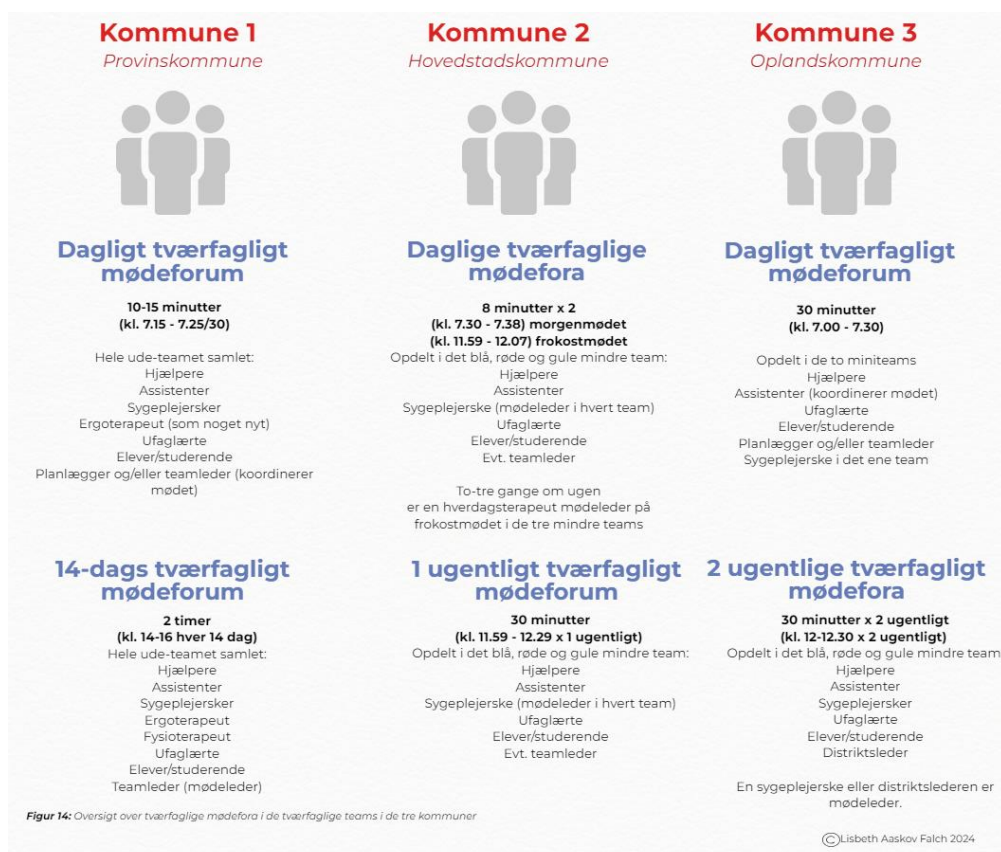 Kommune 1
Provinskommune
Dagligt tværfagligt
mødeforum
10-15 minutter
(kl. 7.15 - 7.25/30)
Hele ude-teamet samlet:
Hjælpere
Assistenter
Sygeplejersker
Ergoterapeut (som noget nyt)
Ufaglærte
Elever/studerende
Planlægger og/eller teamleder (koordinerer
mødet)
14-dags tværfagligt
mødeforum
2 timer
(kl. 14-16 hver 14 dag)
Hele ude-teamet samlet:
Hjælpere
Assistenter
Sygeplejersker
Ergoterapeut
Fysioterapeut
Ufaglærte
Elever/studerende
Teamleder (mødeleder)
Kommune 2
Hovedstadskommune
Daglige tværfaglige
mødefora
8 minutter x 2
(kl. 7.30 - 7.38) morgenmødet
(kl. 11.59 - 12.07) frokostmødet
Opdelt i det blå, røde og gule mindre team:
Hjælpere
Assistenter
Sygeplejerske (mødeleder i hvert team)
Ufaglærte
Elever/studerende
Evt. teamleder
To-tre gange om ugen
er en hverdagsterapeut mødeleder på
frokostmødet i de tre mindre teams
1 ugentligt tværfagligt
mødeforum
30 minutter
(kl. 11.59 - 12.29 x 1 ugentligt)
Opdelt i det blå, røde og gule mindre team:
Hjælpere
Assistenter
Sygeplejerske (mødeleder i hvert team)
Ufaglærte
Elever/studerende
Evt. teamleder
Kommune 3
Oplandskommune
Dagligt tværfagligt
mødeforum
30 minutter
(kl. 7.00 - 7.30)
Opdelt i de to miniteams
Hjælpere
Assistenter (koordinerer mødet)
Ufaglærte
Elever/studerende
Planlægger og/eller teamleder
Sygeplejerske i det ene team
2 ugentlige tværfagligt
mødefora
30 minutter x 2 ugentligt
(kl. 12-12.30 x 2 ugentligt)
Opdelt i det blå, røde og gule mindre team
Hjælpere
Assistenter
Sygeplejersker
Ufaglærte
Elever/studerende
Distriktsleder
En sygeplejerske eller distriktslederen er
mødeleder.
Figur 14: Oversigt over tværfaglige mødefora i de tværfaglige teams i de tre kommuner
©Lisbeth Aaskov Falch 2024